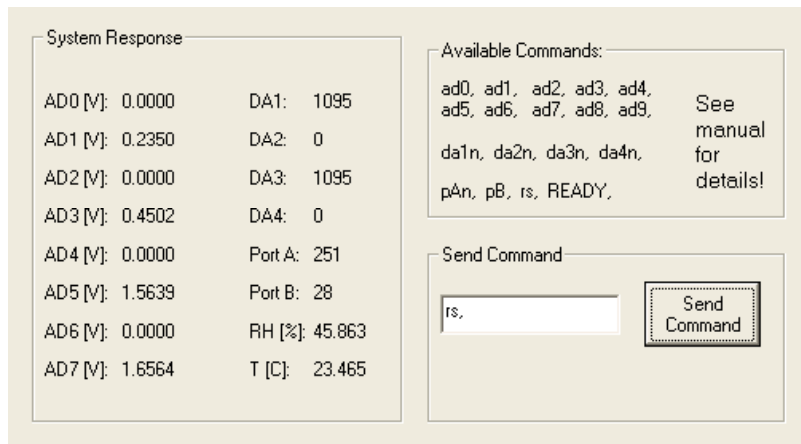 System Response
AD0 [V]: 0.0000 DA1: 1095
AD1 [V]: 0.2350 DA2: 0
AD2 [V]: 0.0000 DA3: 1095
AD3 [V]: 0.4502 DA4: 0
AD4 [V]: 0.0000 Port A: 251
AD5 [V]: 1.5639 Port B: 28
AD6 [V]: 0.0000 RH [%]: 45.863
AD7 [V]: 1.6564 T [C]: 23.465
Available Commands:
ad0, ad1, ad2, ad3, ad4,
ad5, ad6, ad7, ad8, ad9,
da1n, da2n, da3n, da4n,
pAn, pB, rs, READY,
See
manual
for
details!
Send Command
rs,
Send
Command